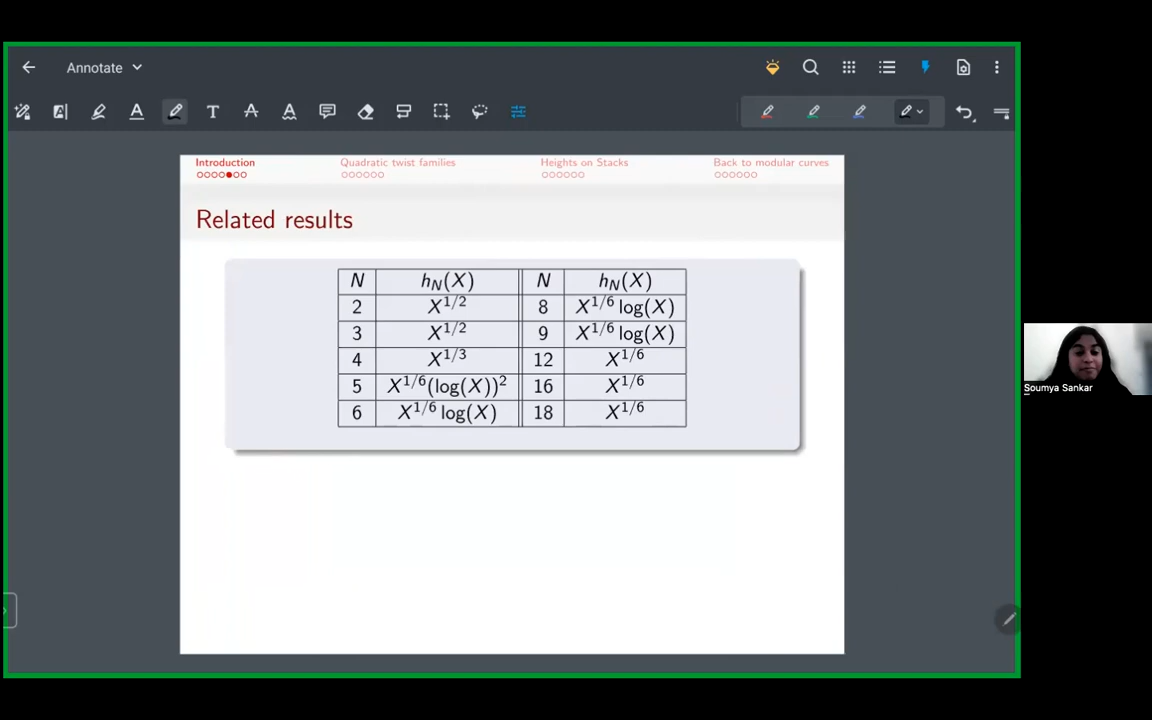 Annotate
Introduction Quadratic twist families Heights on Stacks Back to modular curves
Related results
N h_N(X) N h_N(X)
2 X^{1/2} 8 X^{1/6} log(X)
3 X^{1/2} 9 X^{1/6} log(X)
4 X^{1/3} 12 X^{1/6}
5 X^{1/6}(log(X))^2 16 X^{1/6}
6 X^{1/6} log(X) 18 X^{1/6}
Soumya Sankar